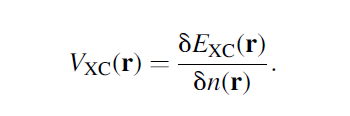 V_XC(r) = δE_XC(r) / δn(r) .